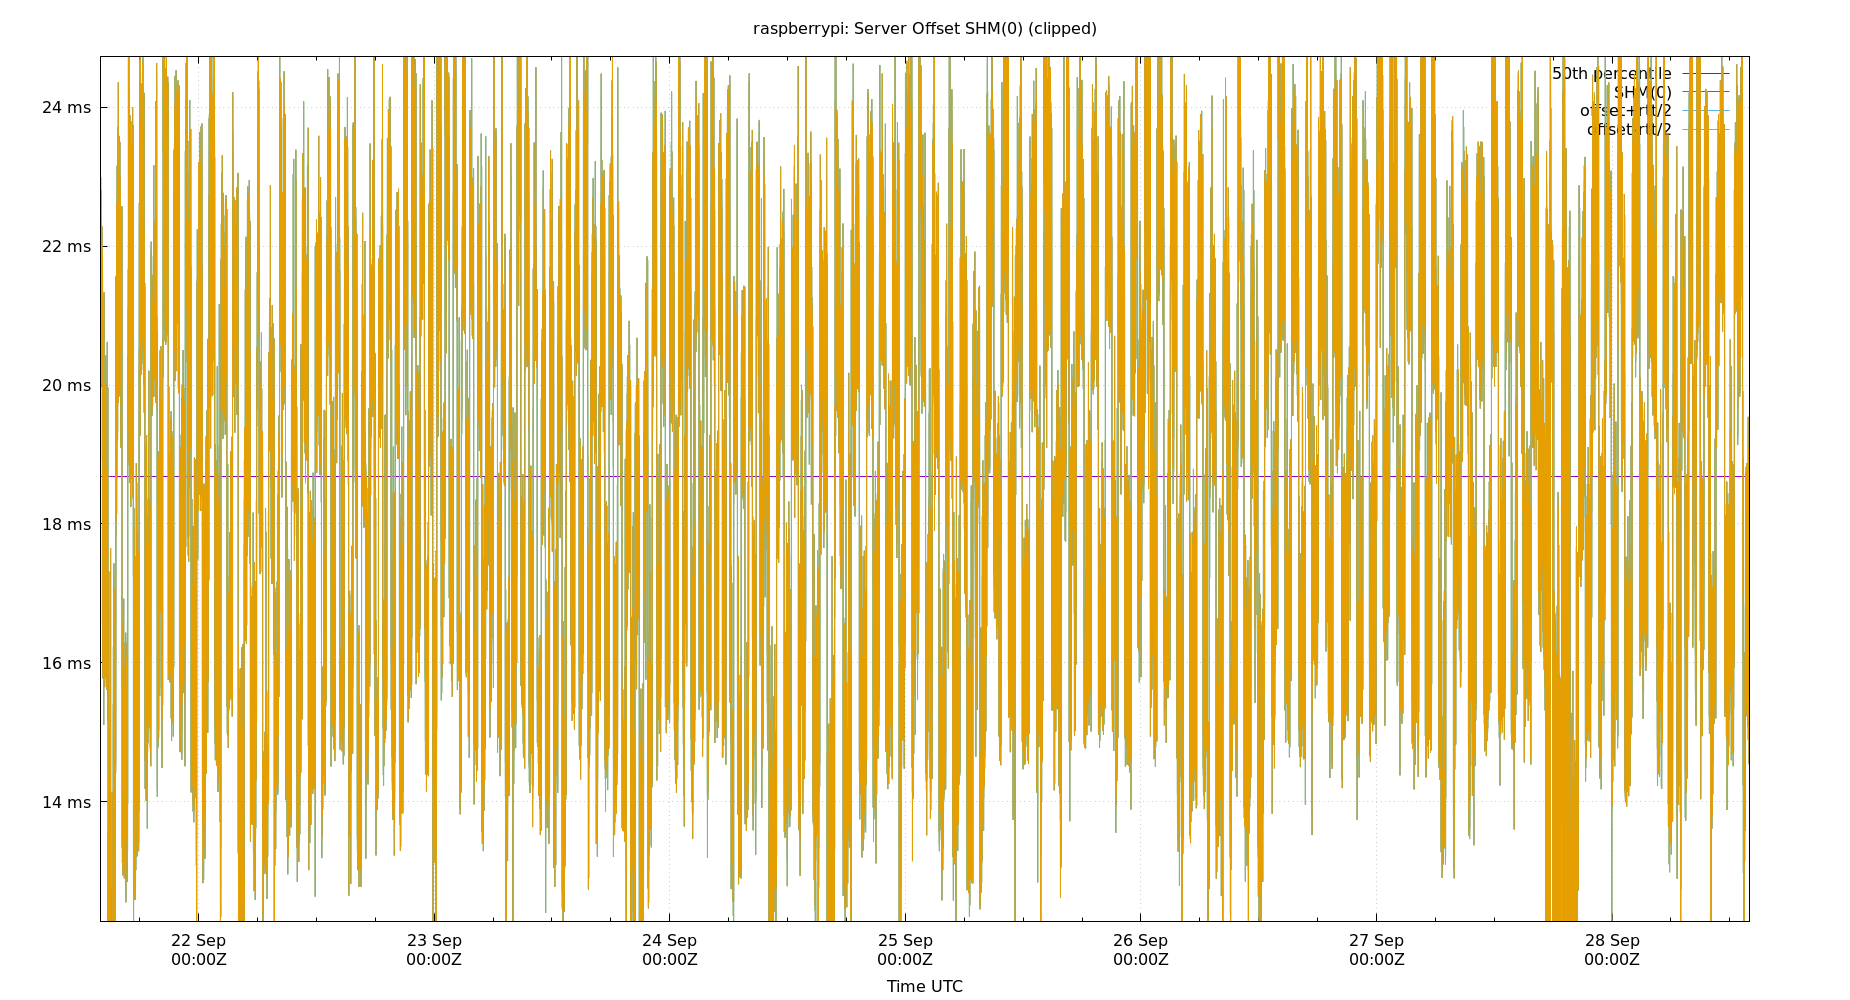 raspberrypi: Server Offset SHM(0) (clipped)
50th percentile
SHM(0)
offset+rtt/2
offset-rtt/2
24 ms
22 ms
20 ms
18 ms
16 ms
14 ms
22 Sep 23 Sep 24 Sep 25 Sep 26 Sep 27 Sep 28 Sep
00:00Z 00:00Z 00:00Z 00:00Z 00:00Z 00:00Z 00:00Z
Time UTC